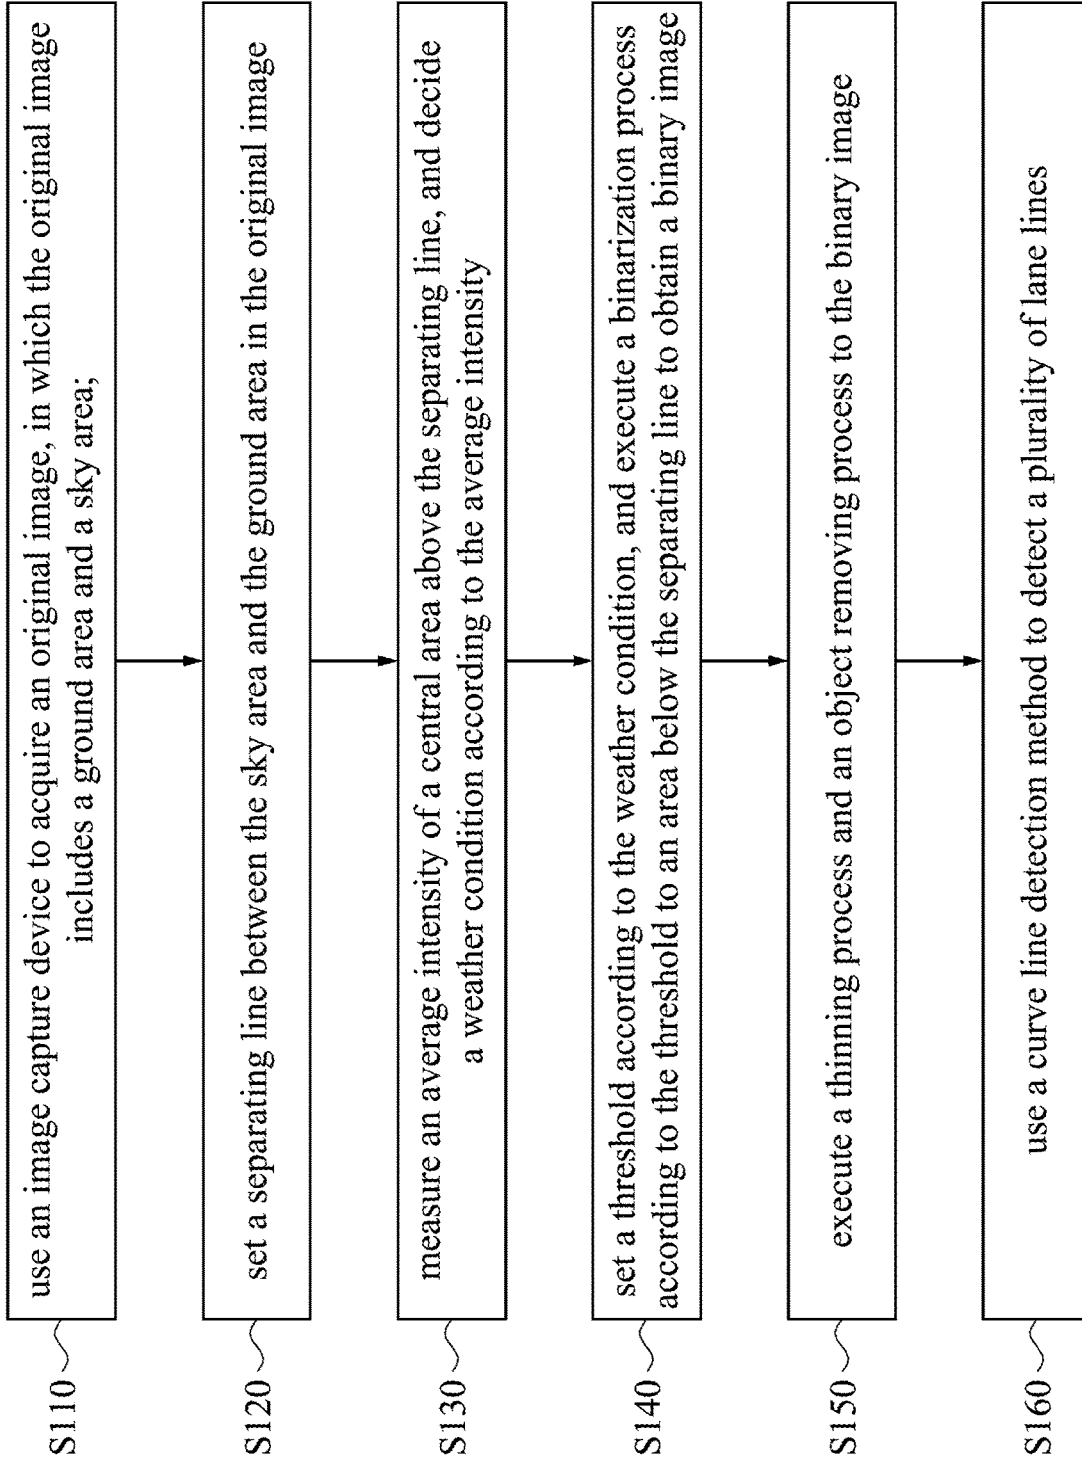 S110
use an image capture device to acquire an original image, in which the original image
includes a ground area and a sky area;
S120
set a separating line between the sky area and the ground area in the original image
S130
measure an average intensity of a central area above the separating line, and decide
a weather condition according to the average intensity
S140
set a threshold according to the weather condition, and execute a binarization process
according to the threshold to an area below the separating line to obtain a binary image
S150
execute a thinning process and an object removing process to the binary image
S160
use a curve line detection method to detect a plurality of lane lines